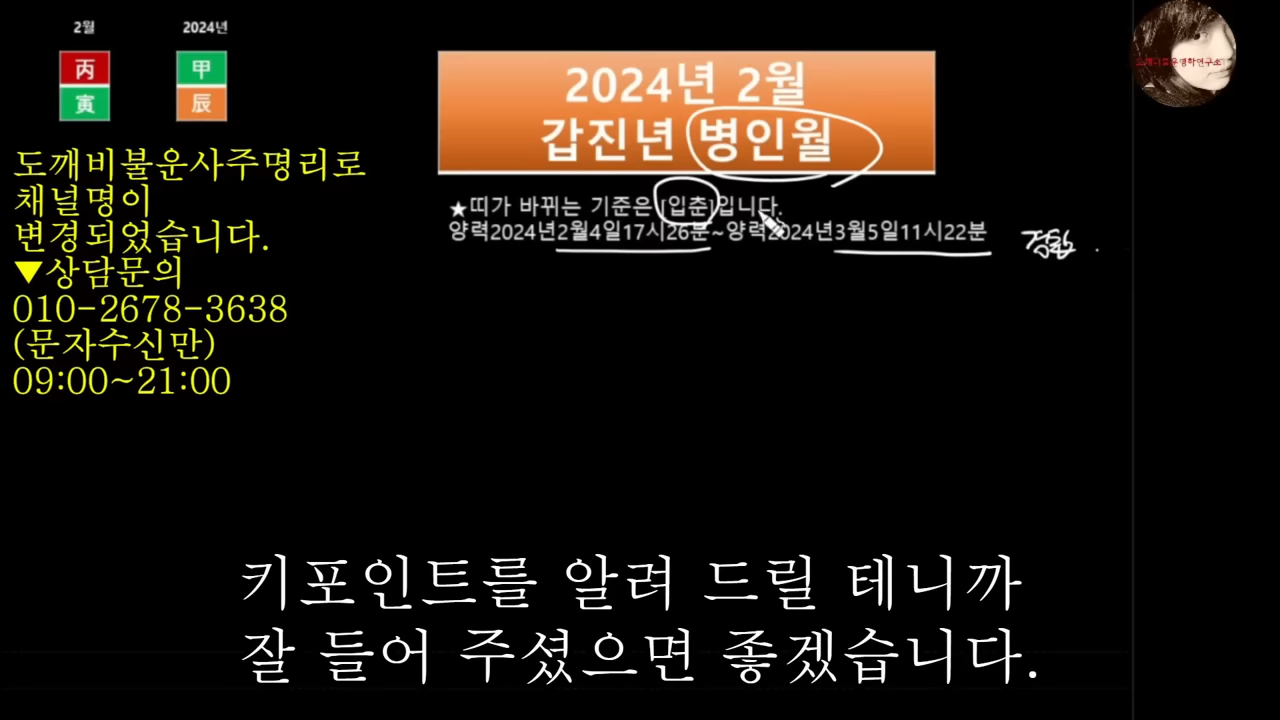 2월 2024년
丙 甲
寅 辰
2024년 2월
갑진년 병인월
★띠가 바뀌는 기준은 [입춘]입니다.
양력2024년2월4일17시26분~양력2024년3월5일11시22분
도깨비불운사주명리로
채널명이
변경되었습니다.
▼상담문의
010-2678-3638
(문자수신만)
09:00~21:00
키포인트를 알려 드릴 테니까
잘 들어 주셨으면 좋겠습니다.